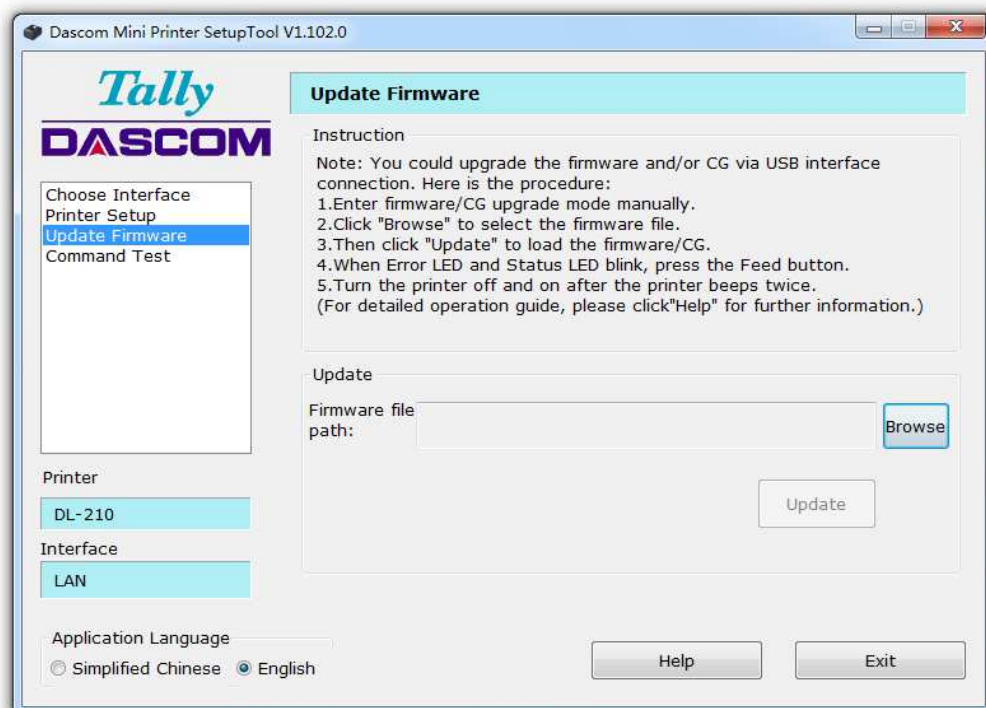 Dascom Mini Printer SetupTool V1.102.0
Tally
DASCOM
Choose Interface
Printer Setup
Update Firmware
Command Test
Printer
DL-210
Interface
LAN
Application Language
Simplified Chinese
English
Update Firmware
Instruction
Note: You could upgrade the firmware and/or CG via USB interface
connection. Here is the procedure:
1.Enter firmware/CG upgrade mode manually.
2.Click "Browse" to select the firmware file.
3.Then click "Update" to load the firmware/CG.
4.When Error LED and Status LED blink, press the Feed button.
5.Turn the printer off and on after the printer beeps twice.
(For detailed operation guide, please click"Help" for further information.)
Update
Firmware file
path:
Browse
Update
Help
Exit